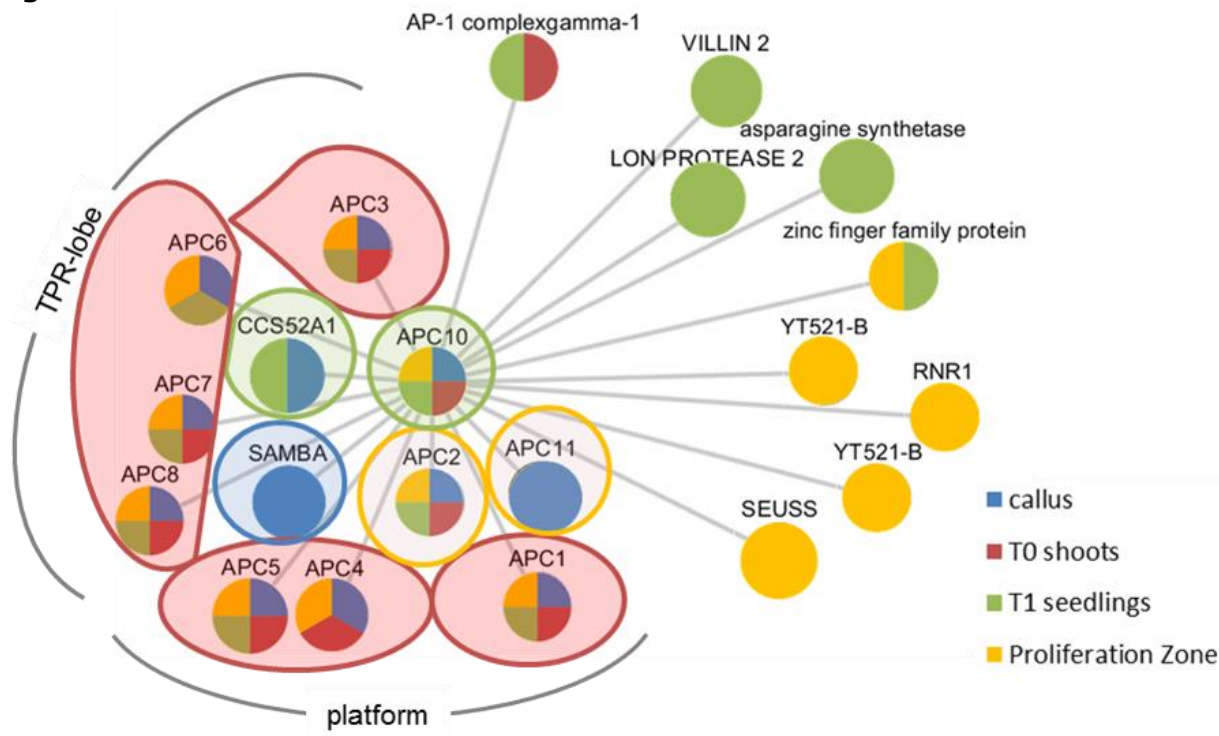 AP-1 complexgamma-1
VILLIN 2
asparagine synthetase
LON PROTEASE 2
zinc finger family protein
TPR-lobe
APC3
APC6
CCS52A1
APC10
YT521-B
RNR1
APC7
APC8
SAMBA
APC2
APC11
YT521-B
SEUSS
APC5
APC4
APC1
callus
T0 shoots
T1 seedlings
Proliferation Zone
platform